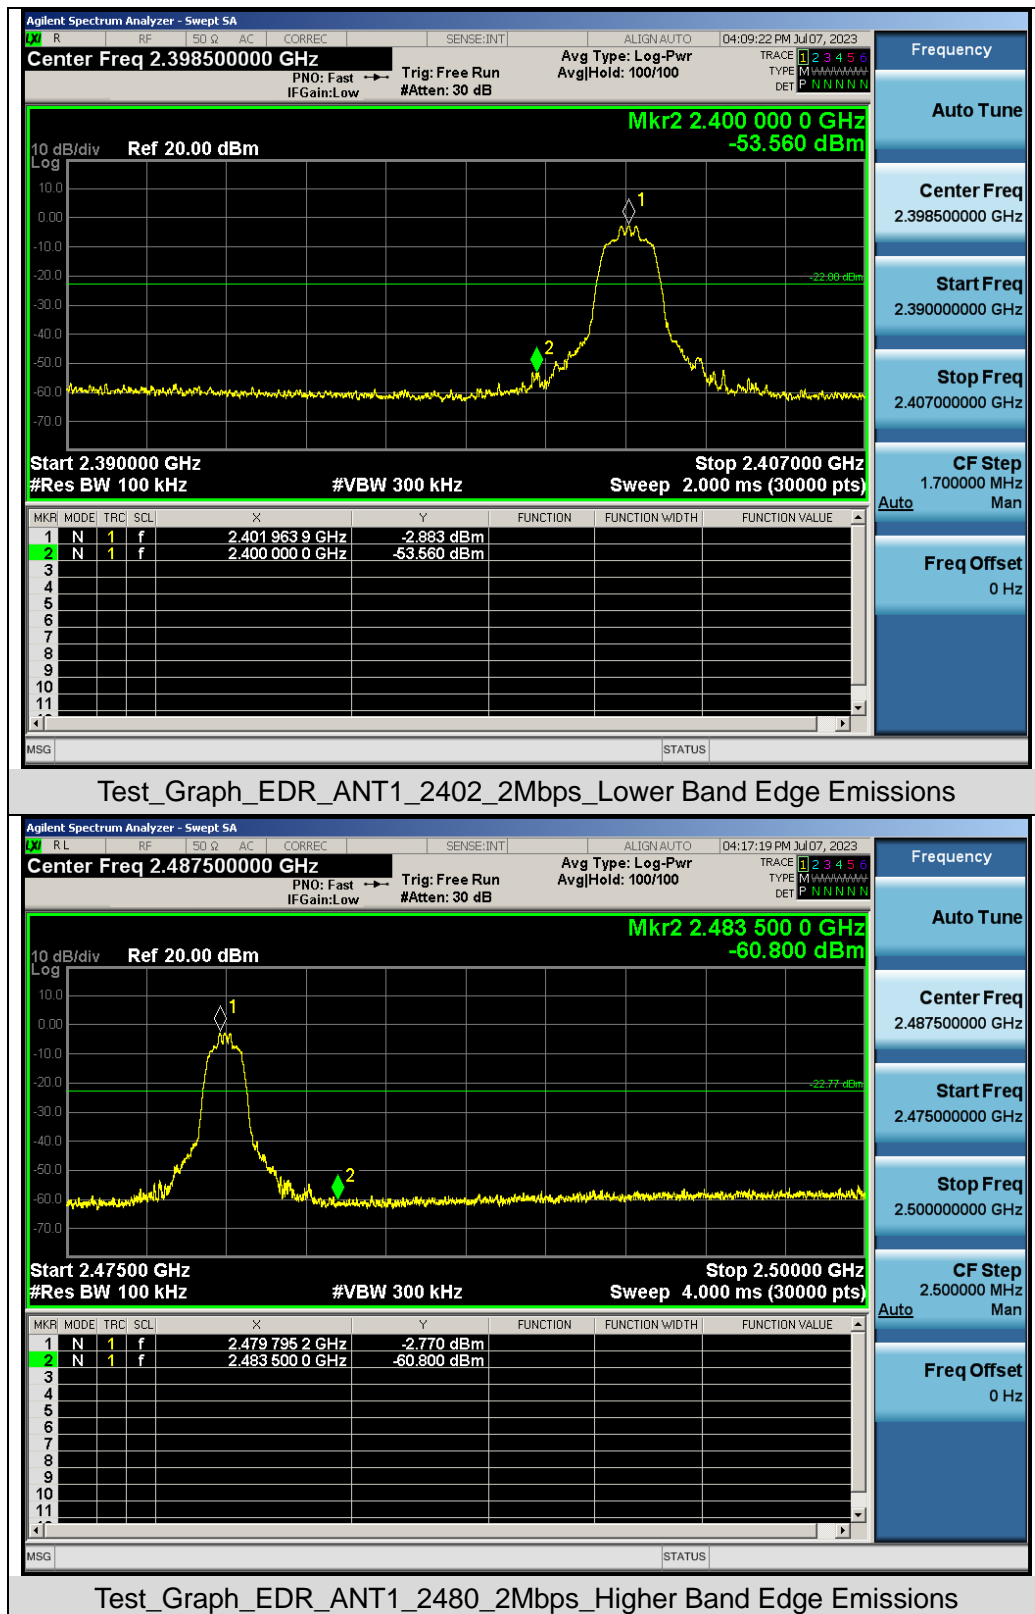 Agilent Spectrum Analyzer - Swept SA
LXI R RF 50 Ω AC CORREC SENSE:INT ALIGN AUTO 04:09:22 PM Jul 07, 2023
Center Freq 2.398500000 GHz
PNO: Fast
IFGain:Low
Trig: Free Run
#Atten: 30 dB
Avg Type: Log-Pwr
Avg|Hold: 100/100
TRACE 1 2 3 4 5 6
TYPE M
DET P N N N N N
Mkr2 2.400 000 0 GHz
-53.560 dBm
10 dB/div Ref 20.00 dBm
Log
10.0
0.00
-10.0
-20.0
-30.0
-40.0
-50.0
-60.0
-70.0
1
2
Start 2.390000 GHz Stop 2.407000 GHz
#Res BW 100 kHz #VBW 300 kHz Sweep 2.000 ms (30000 pts)
MKR MODE TRC SCL X Y FUNCTION FUNCTION WIDTH FUNCTION VALUE
1 N 1 f 2.401 963 9 GHz -2.883 dBm
2 N 1 f 2.400 000 0 GHz -53.560 dBm
3
4
5
6
7
8
9
10
11
MSG STATUS
Frequency
Auto Tune
Center Freq
2.398500000 GHz
Start Freq
2.390000000 GHz
Stop Freq
2.407000000 GHz
CF Step
1.700000 MHz
Auto Man
Freq Offset
0 Hz
Test_Graph_EDR_ANT1_2402_2Mbps_Lower Band Edge Emissions
Agilent Spectrum Analyzer - Swept SA
LXI RL RF 50 Ω AC CORREC SENSE:INT ALIGN AUTO 04:17:19 PM Jul 07, 2023
Center Freq 2.487500000 GHz
PNO: Fast
IFGain:Low
Trig: Free Run
#Atten: 30 dB
Avg Type: Log-Pwr
Avg|Hold: 100/100
TRACE 1 2 3 4 5 6
TYPE M
DET P N N N N N
Mkr2 2.483 500 0 GHz
-60.800 dBm
10 dB/div Ref 20.00 dBm
Log
10.0
0.00
-10.0
-20.0
-30.0
-40.0
-50.0
-60.0
-70.0
1
-22.77 dBm
2
Start 2.47500 GHz Stop 2.50000 GHz
#Res BW 100 kHz #VBW 300 kHz Sweep 4.000 ms (30000 pts)
MKR MODE TRC SCL X Y FUNCTION FUNCTION WIDTH FUNCTION VALUE
1 N 1 f 2.479 795 2 GHz -2.770 dBm
2 N 1 f 2.483 500 0 GHz -60.800 dBm
3
4
5
6
7
8
9
10
11
MSG STATUS
Frequency
Auto Tune
Center Freq
2.487500000 GHz
Start Freq
2.475000000 GHz
Stop Freq
2.500000000 GHz
CF Step
2.500000 MHz
Auto Man
Freq Offset
0 Hz
Test_Graph_EDR_ANT1_2480_2Mbps_Higher Band Edge Emissions